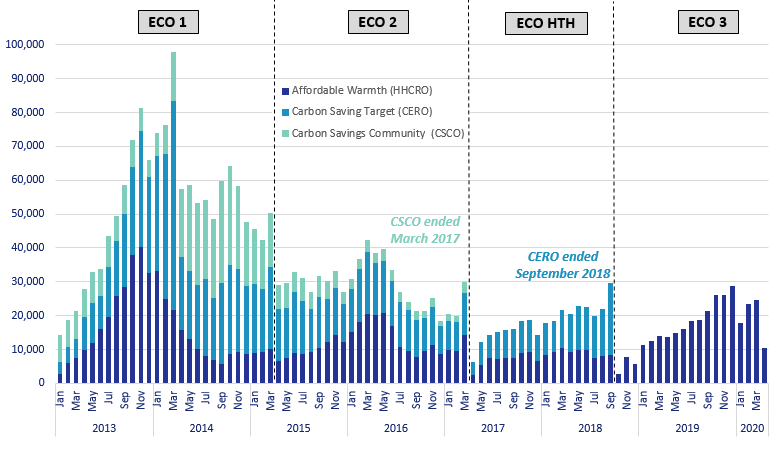 ECO 1
ECO 2
ECO HTH
ECO 3
100,000
90,000
80,000
70,000
60,000
50,000
40,000
30,000
20,000
10,000
0
Affordable Warmth (HHCRO)
Carbon Saving Target (CERO)
Carbon Savings Community (CSCO)
CSCO ended
March 2017
CERO ended
September 2018
Jan Mar May Jul Sep Nov Jan Mar May Jul Sep Nov Jan Mar May Jul Sep Nov Jan Mar May Jul Sep Nov Jan Mar May Jul Sep Nov Jan Mar May Jul Sep Nov Jan Mar May Jul Sep Nov Jan Mar
2013 2014 2015 2016 2017 2018 2019 2020